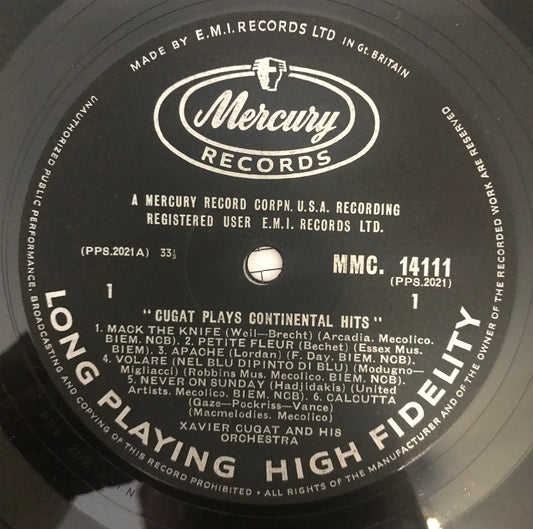 MADE BY E.M.I. RECORDS LTD IN Gt. BRITAIN
Mercury
RECORDS
A MERCURY RECORD CORPN. U.S.A. RECORDING
REGISTERED USER E.M.I. RECORDS LTD.
(PPS.2021A) 33⅓
MMC. 14111
(PPS.2021)
1
1
"CUGAT PLAYS CONTINENTAL HITS"
1. MACK THE KNIFE (Weil—Brecht) (Arcadia. Mecolico.
BIEM. NCB). 2. PETITE FLEUR (Bechet) (Essex Mus.
BIEM). 3. APACHE (Lordan) (F. Day. BIEM. NCB).
4. VOLARE (NEL BLU DIPINTO DI BLU) (Modugno—
Migliacci) (Robbins Mus. Mecolico. BIEM. NCB).
5. NEVER ON SUNDAY (Hadjidakis) (United
Artists. Mecolico. BIEM. NCB). 6. CALCUTTA
(Gaze—Pockriss—Vance)
(Macmelodies. Mecolico)
XAVIER CUGAT AND HIS
ORCHESTRA
LONG PLAYING HIGH FIDELITY
UNAUTHORIZED PUBLIC PERFORMANCE, BROADCASTING AND COPYING OF THIS RECORD PROHIBITED • ALL RIGHTS OF THE MANUFACTURER AND OF THE OWNER OF THE RECORDED WORK ARE RESERVED